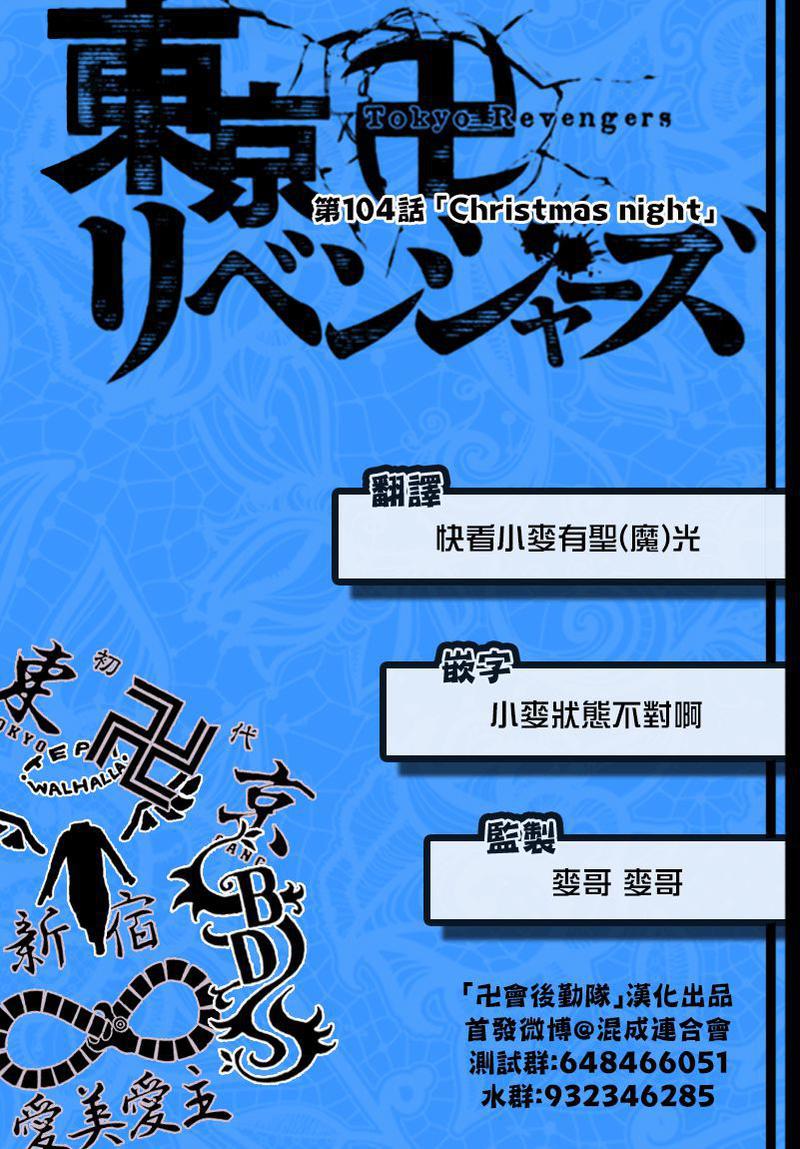 東京卍
Tokyo Revengers
第104話「Christmas night」
リベンジャーズ
翻譯
快看小麥有聖(魔)光
嵌字
小麥狀態不對啊
監製
麥哥 麥哥
「卍會後勤隊」漢化出品
首發微博@混成連合會
測試群:648466051
水群:932346285
初
東
卍
代
TOKYO
WALHALLA
京
BD
新宿
愛美愛主